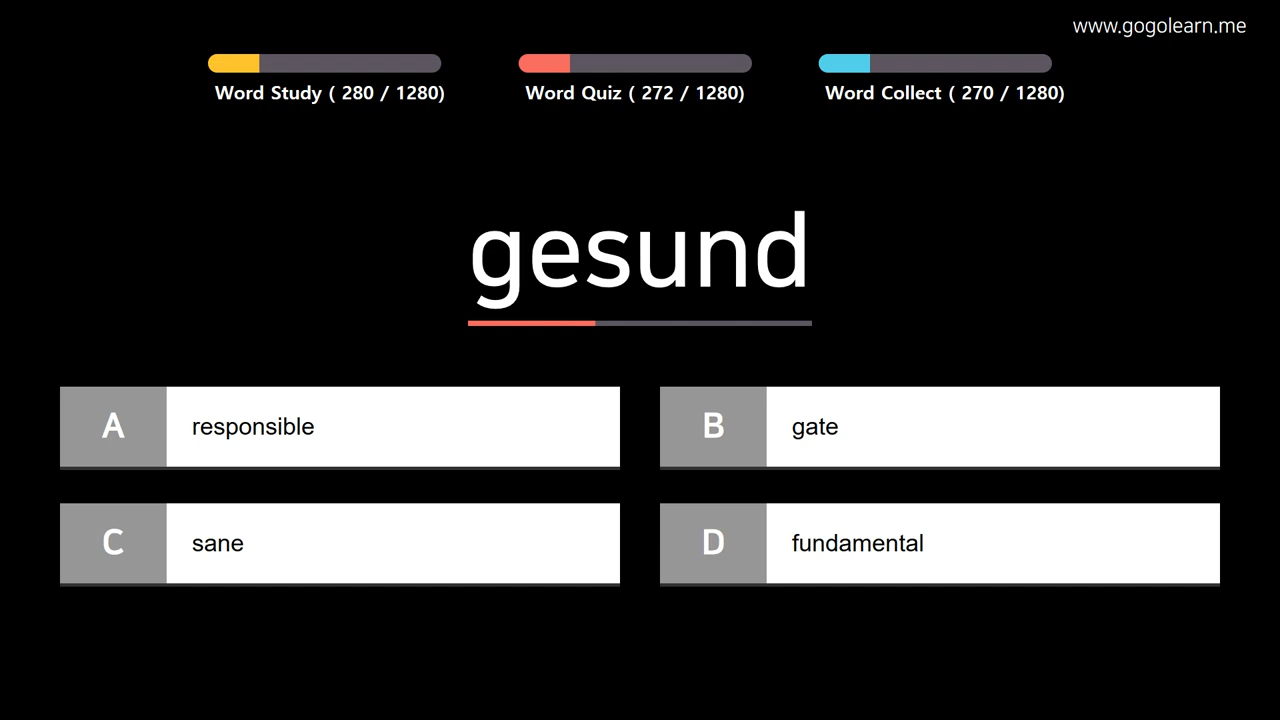 www.gogolearn.me
Word Study ( 280 / 1280)
Word Quiz ( 272 / 1280)
Word Collect ( 270 / 1280)
gesund
A responsible
B gate
C sane
D fundamental